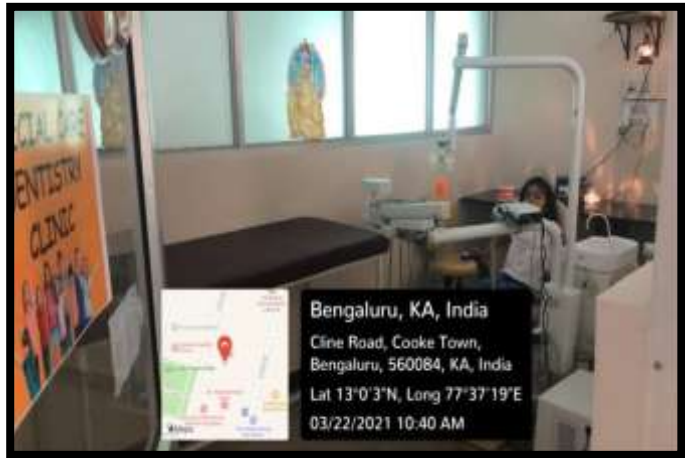 DENTISTRY
CLINIC
Bengaluru, KA, India
Cline Road, Cooke Town,
Bengaluru, 560084, KA, India
Lat 13°0'3"N, Long 77°37'19"E
03/22/2021 10:40 AM